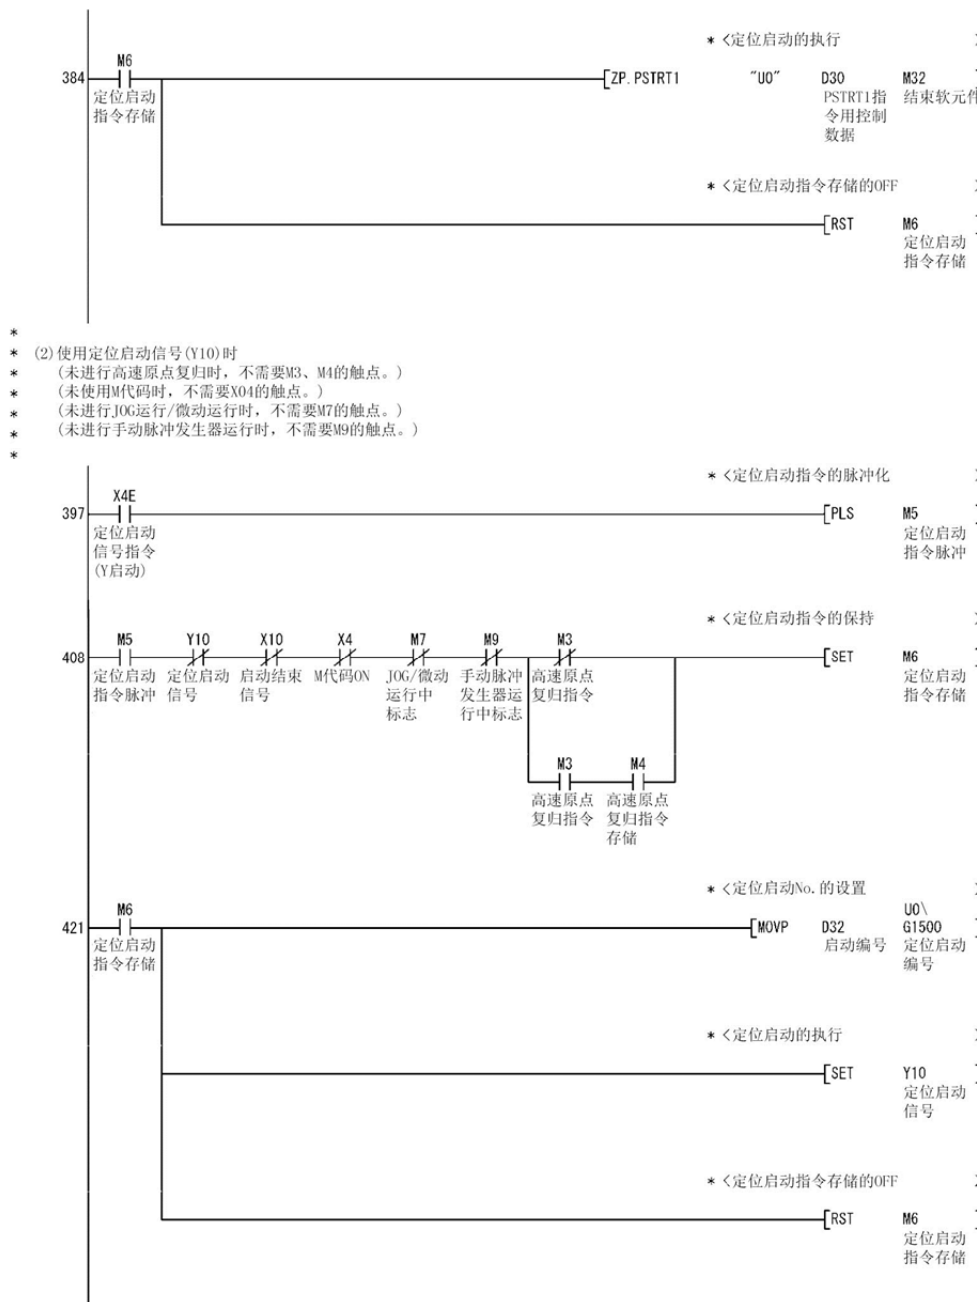 * <定位启动的执行
M6
384
[ZP.PSTRT1 "U0" D30 M32
定位启动
指令存储
PSTRT1指
令用控制
数据
结束软元件
* <定位启动指令存储的OFF
[RST M6
定位启动
指令存储
*
* (2)使用定位启动信号(Y10)时
* (未进行高速原点复归时，不需要M3、M4的触点。)
* (未使用M代码时，不需要X04的触点。)
* (未进行JOG运行/微动运行时，不需要M7的触点。)
* (未进行手动脉冲发生器运行时，不需要M9的触点。)
*
* <定位启动指令的脉冲化
X4E
397
[PLS M5
定位启动
信号指令
(Y启动)
定位启动
指令脉冲
* <定位启动指令的保持
M5 Y10 X10 X4 M7 M9 M3
408
[SET M6
定位启动
指令脉冲
定位启动
信号
启动结束
信号
M代码ON
JOG/微动
运行中
标志
手动脉冲
发生器运
行中标志
高速原点
复归指令
定位启动
指令存储
M3 M4
高速原点
复归指令
高速原点
复归指令
存储
* <定位启动No.的设置
M6
421
U0\
[MOVP D32 G1500
定位启动
指令存储
启动编号
定位启动
编号
* <定位启动的执行
[SET Y10
定位启动
信号
* <定位启动指令存储的OFF
[RST M6
定位启动
指令存储